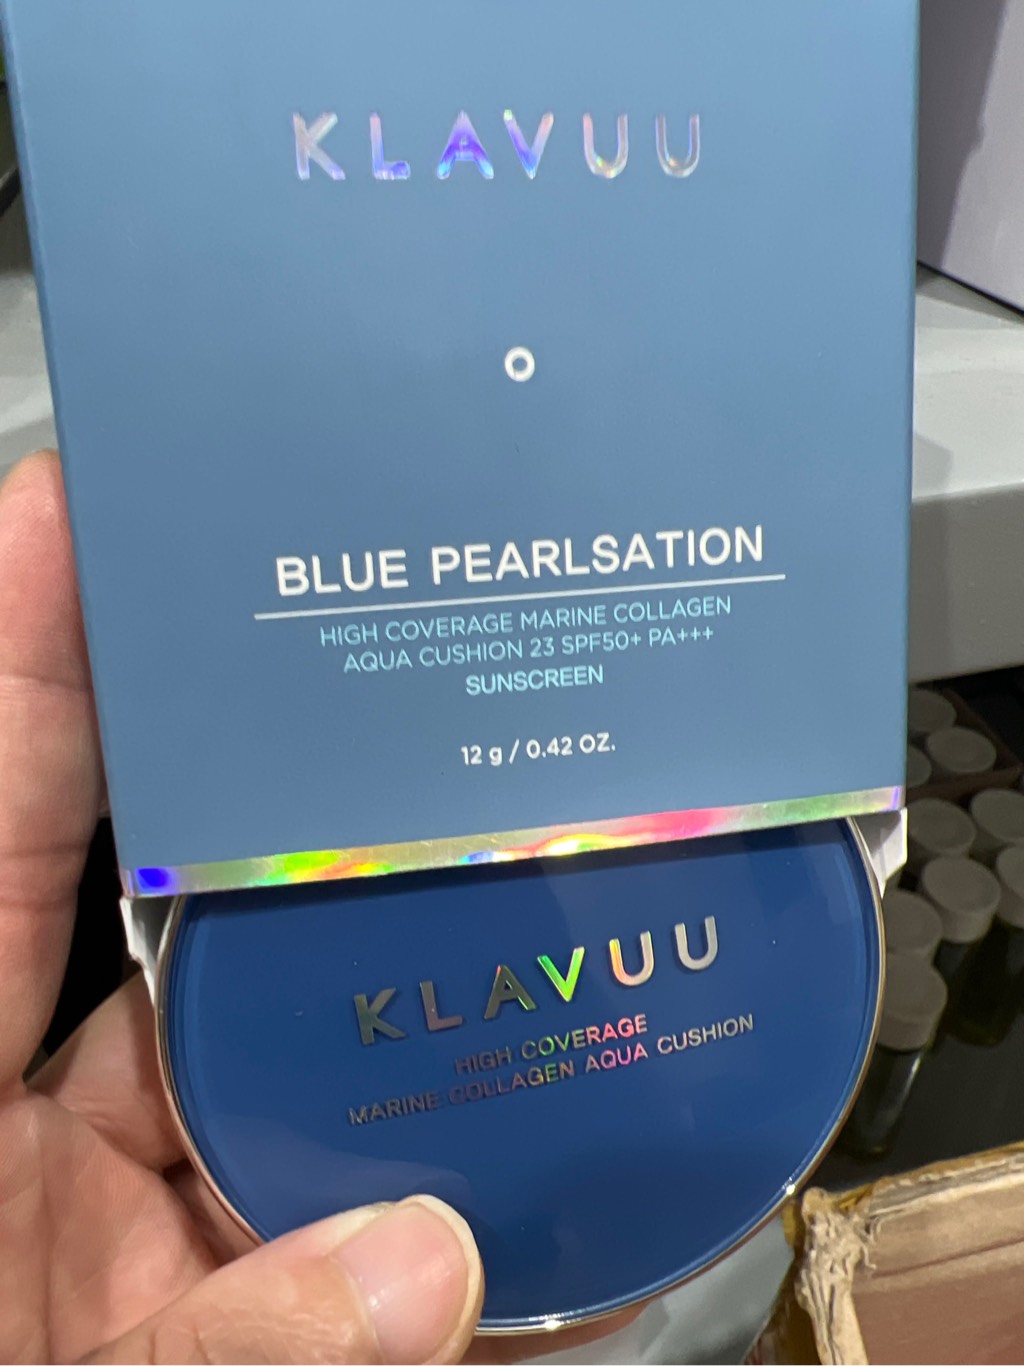 KLAVUU
BLUE PEARLSATION
HIGH COVERAGE MARINE COLLAGEN
AQUA CUSHION 23 SPF50+ PA+++
SUNSCREEN
12 g / 0.42 OZ.
KLAVUU
HIGH COVERAGE
MARINE COLLAGEN AQUA CUSHION